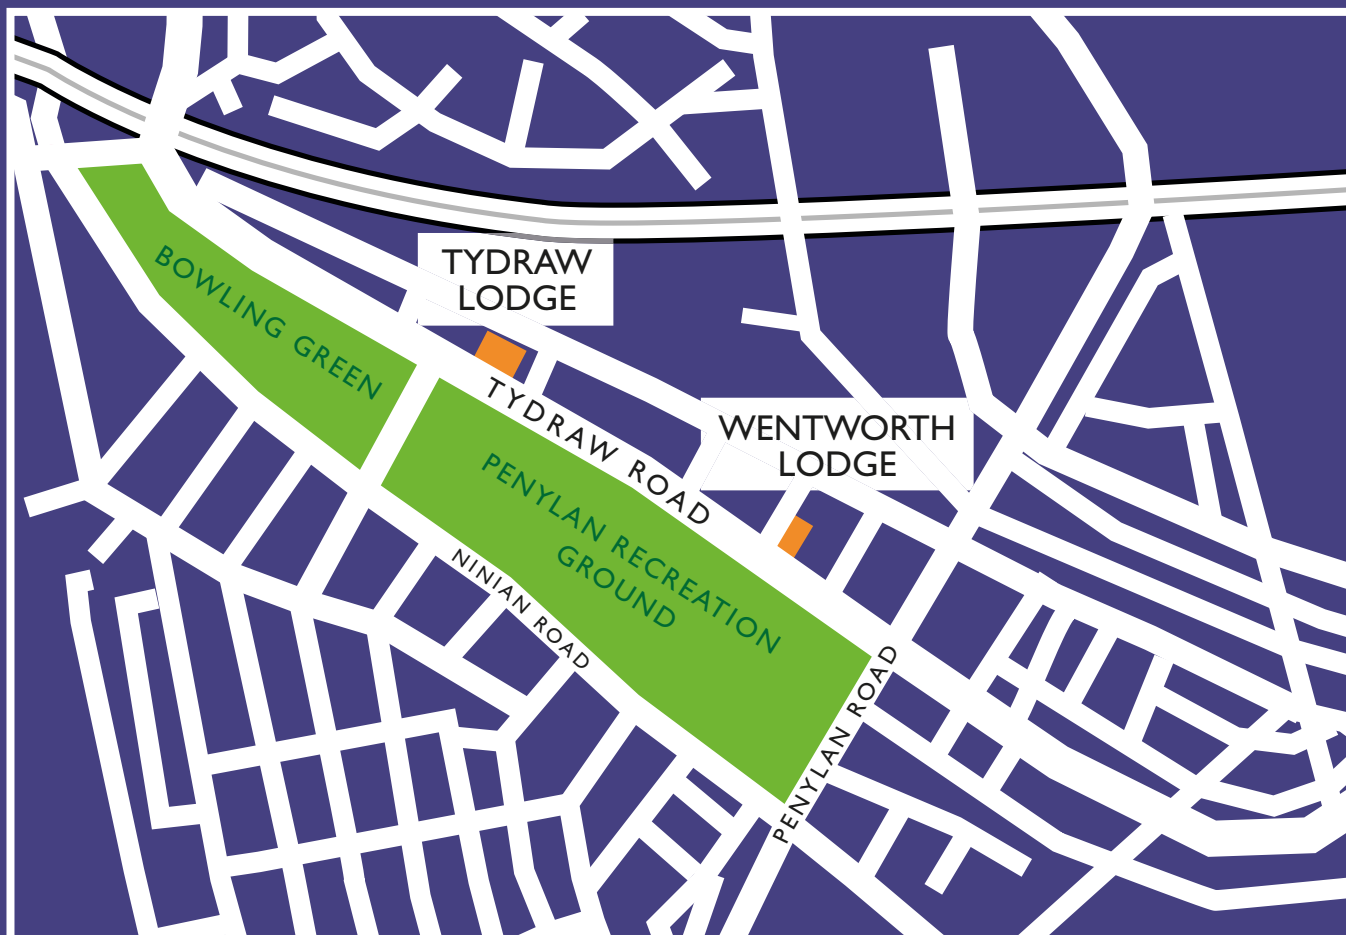 TYDRAW
LODGE
BOWLING GREEN
TYDRAW ROAD
WENTWORTH
LODGE
PENYLAN RECREATION
GROUND
NINIAN ROAD
PENYLAN ROAD